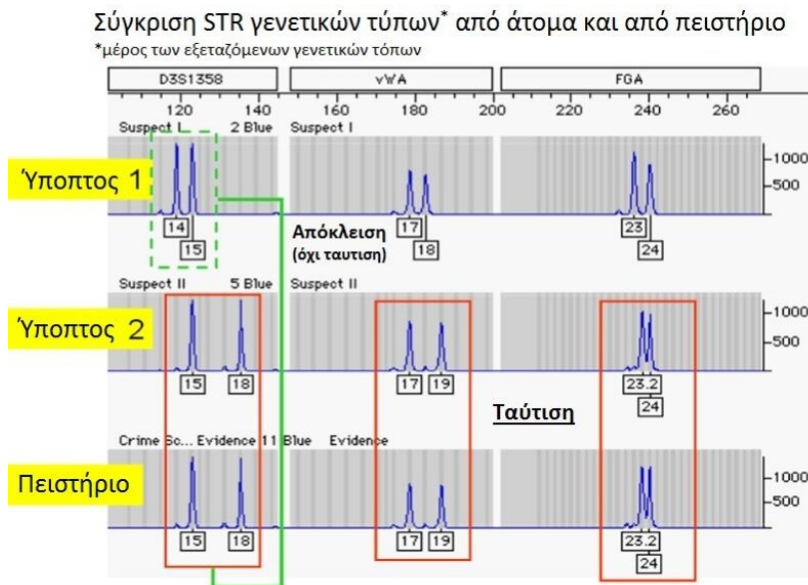 Σύγκριση STR γενετικών τύπων* από άτομα και από πειστήριο
*μέρος των εξεταζόμενων γενετικών τόπων
D3S1358 vWA FGA
120 140 160 180 200 220 240 260
Suspect I 2 Blue Suspect I
Ύποπτος 1
1000
500
14 17 23
15 18 24
Απόκλειση
(όχι ταυτιση)
Suspect II 5 Blue Suspect II
Ύποπτος 2
1000
500
15 18 17 19 23.2
24
Ταύτιση
Crime Sc... Evidence 11 Blue Evidence
Πειστήριο
1000
500
15 18 17 19 23.2
24